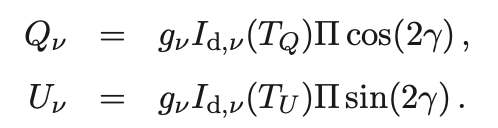 Q_ν = g_ν I_{d,ν}(T_Q)Π cos(2γ) ,
U_ν = g_ν I_{d,ν}(T_U)Π sin(2γ) .